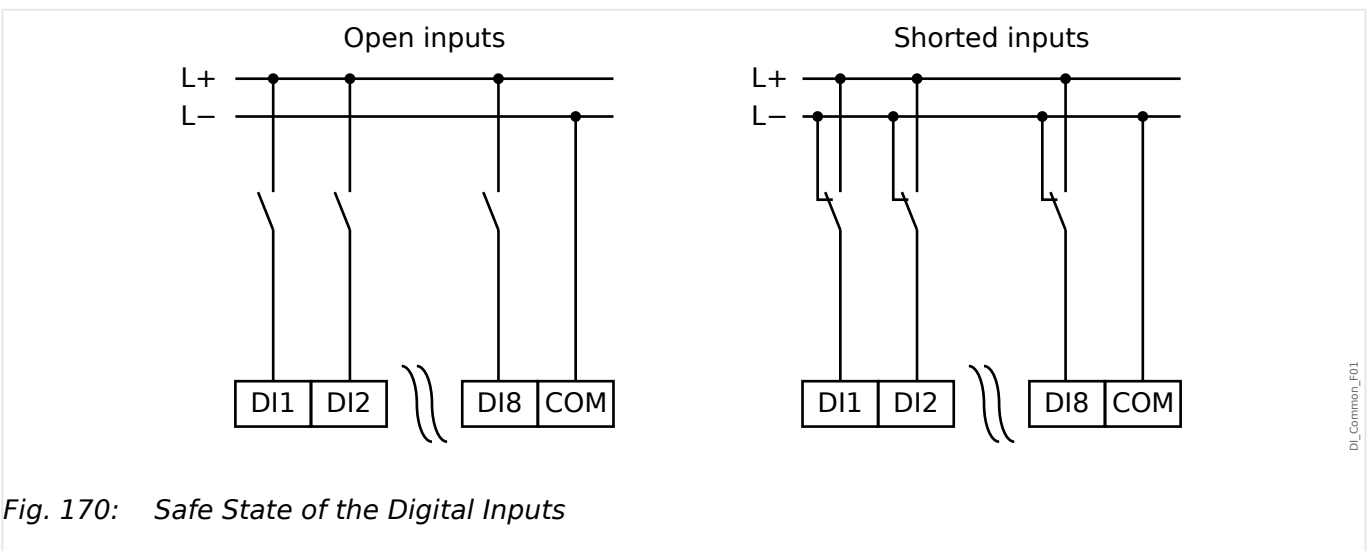 Open inputs
L+
L−
DI1 DI2 DI8 COM
Shorted inputs
L+
L−
DI1 DI2 DI8 COM
DI_Common_F01
Fig. 170: Safe State of the Digital Inputs